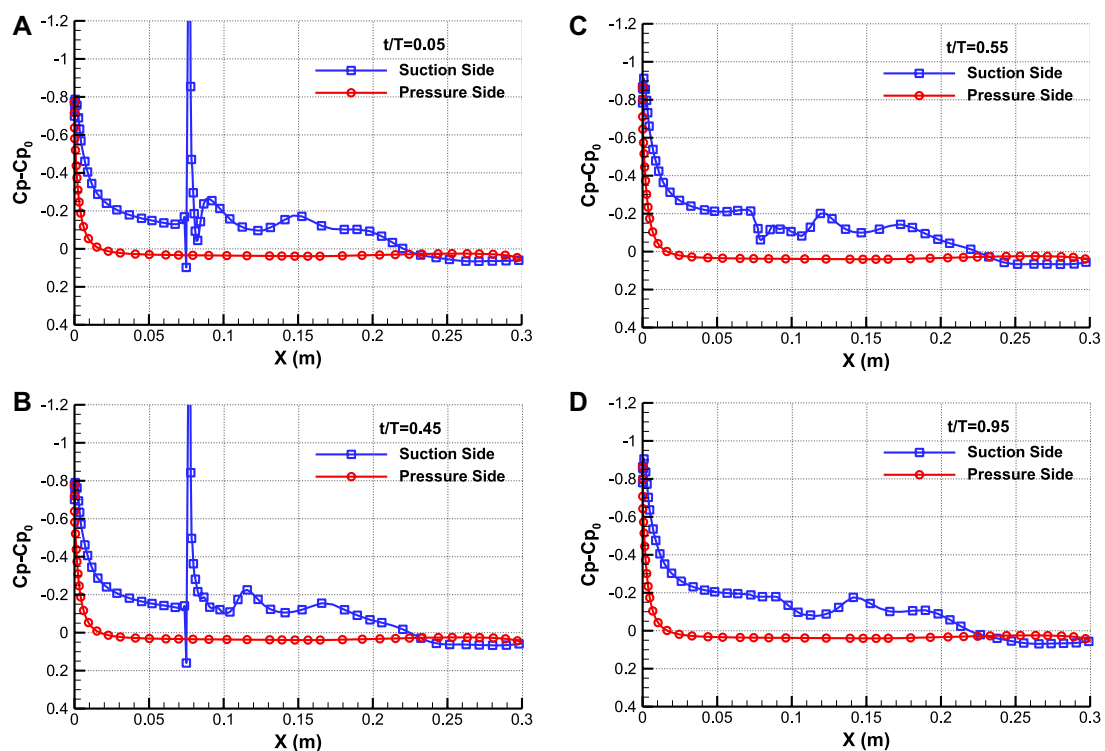 A
-1.2
-1
-0.8
-0.6
-0.4
-0.2
0
0.2
0.4
Cp-Cp0
t/T=0.05
Suction Side
Pressure Side
0 0.05 0.1 0.15 0.2 0.25 0.3
X (m)
C
-1.2
-1
-0.8
-0.6
-0.4
-0.2
0
0.2
0.4
Cp-Cp0
t/T=0.55
Suction Side
Pressure Side
0 0.05 0.1 0.15 0.2 0.25 0.3
X (m)
B
-1.2
-1
-0.8
-0.6
-0.4
-0.2
0
0.2
0.4
Cp-Cp0
t/T=0.45
Suction Side
Pressure Side
0 0.05 0.1 0.15 0.2 0.25 0.3
X (m)
D
-1.2
-1
-0.8
-0.6
-0.4
-0.2
0
0.2
0.4
Cp-Cp0
t/T=0.95
Suction Side
Pressure Side
0 0.05 0.1 0.15 0.2 0.25 0.3
X (m)